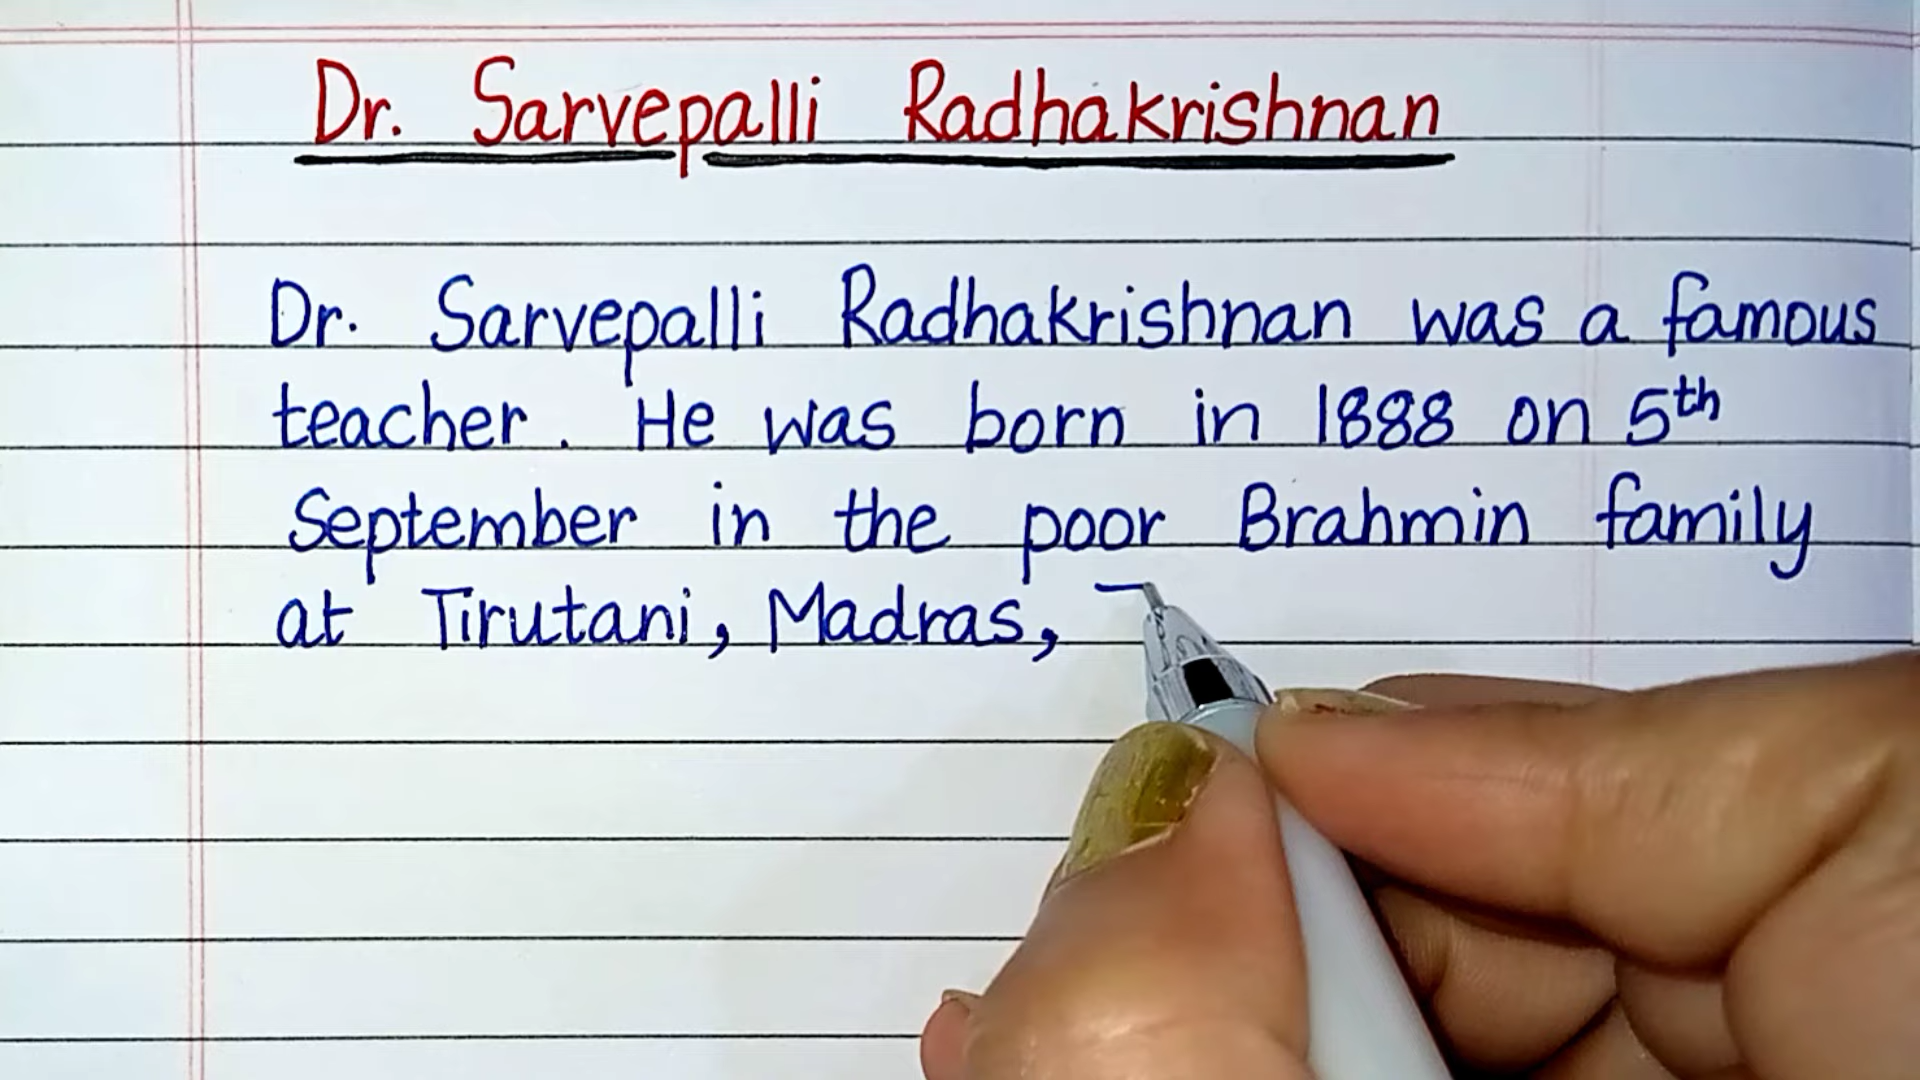 Dr. Sarvepalli Radhakrishnan
Dr. Sarvepalli Radhakrishnan was a famous
teacher. He was born in 1888 on 5th
September in the poor Brahmin family
at Tirutani, Madras,